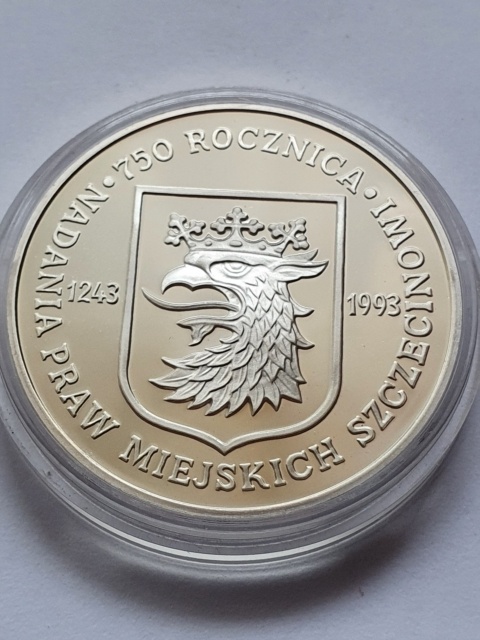 ·750 ROCZNICA·
NADANIA PRAW MIEJSKICH SZCZECINOWI
1243
1993